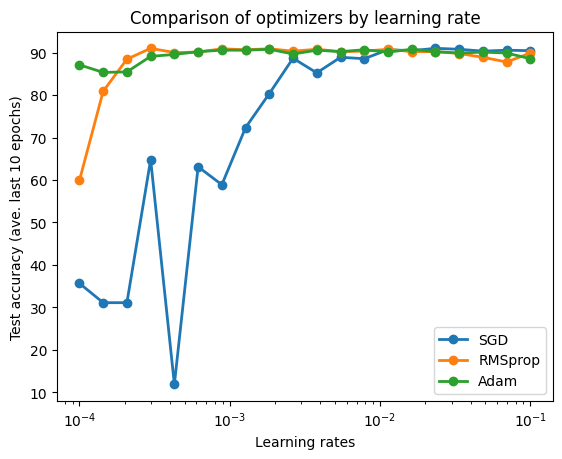 Comparison of optimizers by learning rate
Test accuracy (ave. last 10 epochs)
90
80
70
60
50
40
30
20
10
SGD
RMSprop
Adam
10⁻⁴
10⁻³
10⁻²
10⁻¹
Learning rates